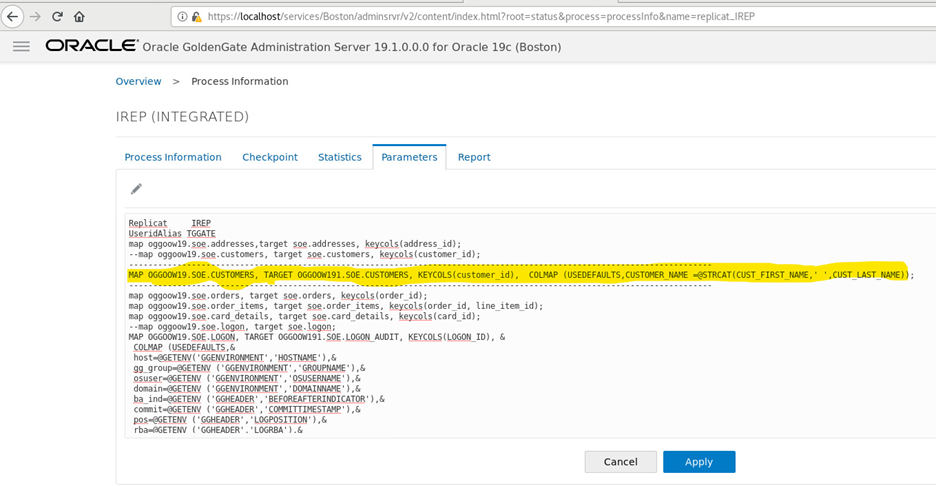 https://localhost/services/Boston/adminsrvr/v2/content/index.html?root=status&process=processInfo&name=replicat_IREP
ORACLE Oracle GoldenGate Administration Server 19.1.0.0.0 for Oracle 19c (Boston)
Overview > Process Information
IREP (INTEGRATED)
Process Information Checkpoint Statistics Parameters Report
Replicat IREP
UseridAlias TGGATE
map oggoow19.soe.addresses,target soe.addresses, keycols(address_id);
--map oggoow19.soe.customers, target soe.customers, keycols(customer_id);
--------------------------------------------------------------------------------------------------------------------------
MAP OGGOOW19.SOE.CUSTOMERS, TARGET OGGOOW191.SOE.CUSTOMERS, KEYCOLS(customer_id), COLMAP (USEDEFAULTS,CUSTOMER_NAME =@STRCAT(CUST_FIRST_NAME,' ',CUST_LAST_NAME));
--------------------------------------------------------------------------------------------------------------------------
map oggoow19.soe.orders, target soe.orders, keycols(order_id);
map oggoow19.soe.order_items, target soe.order_items, keycols(order_id, line_item_id);
map oggoow19.soe.card_details, target soe.card_details, keycols(card_id);
--map oggoow19.soe.logon, target soe.logon;
MAP OGGOOW19.SOE.LOGON, TARGET OGGOOW191.SOE.LOGON_AUDIT, KEYCOLS(LOGON_ID), &
COLMAP (USEDEFAULTS,&
host=@GETENV('GGENVIRONMENT','HOSTNAME'),&
gg_group=@GETENV ('GGENVIRONMENT','GROUPNAME'),&
osuser=@GETENV ('GGENVIRONMENT','OSUSERNAME'),&
domain=@GETENV ('GGENVIRONMENT','DOMAINNAME'),&
ba_ind=@GETENV ('GGHEADER','BEFOREAFTERINDICATOR'),&
commit=@GETENV ('GGHEADER','COMMITTIMESTAMP'),&
pos=@GETENV ('GGHEADER','LOGPOSITION'),&
rba=@GETENV ('GGHEADER','LOGRBA'),&
Cancel Apply